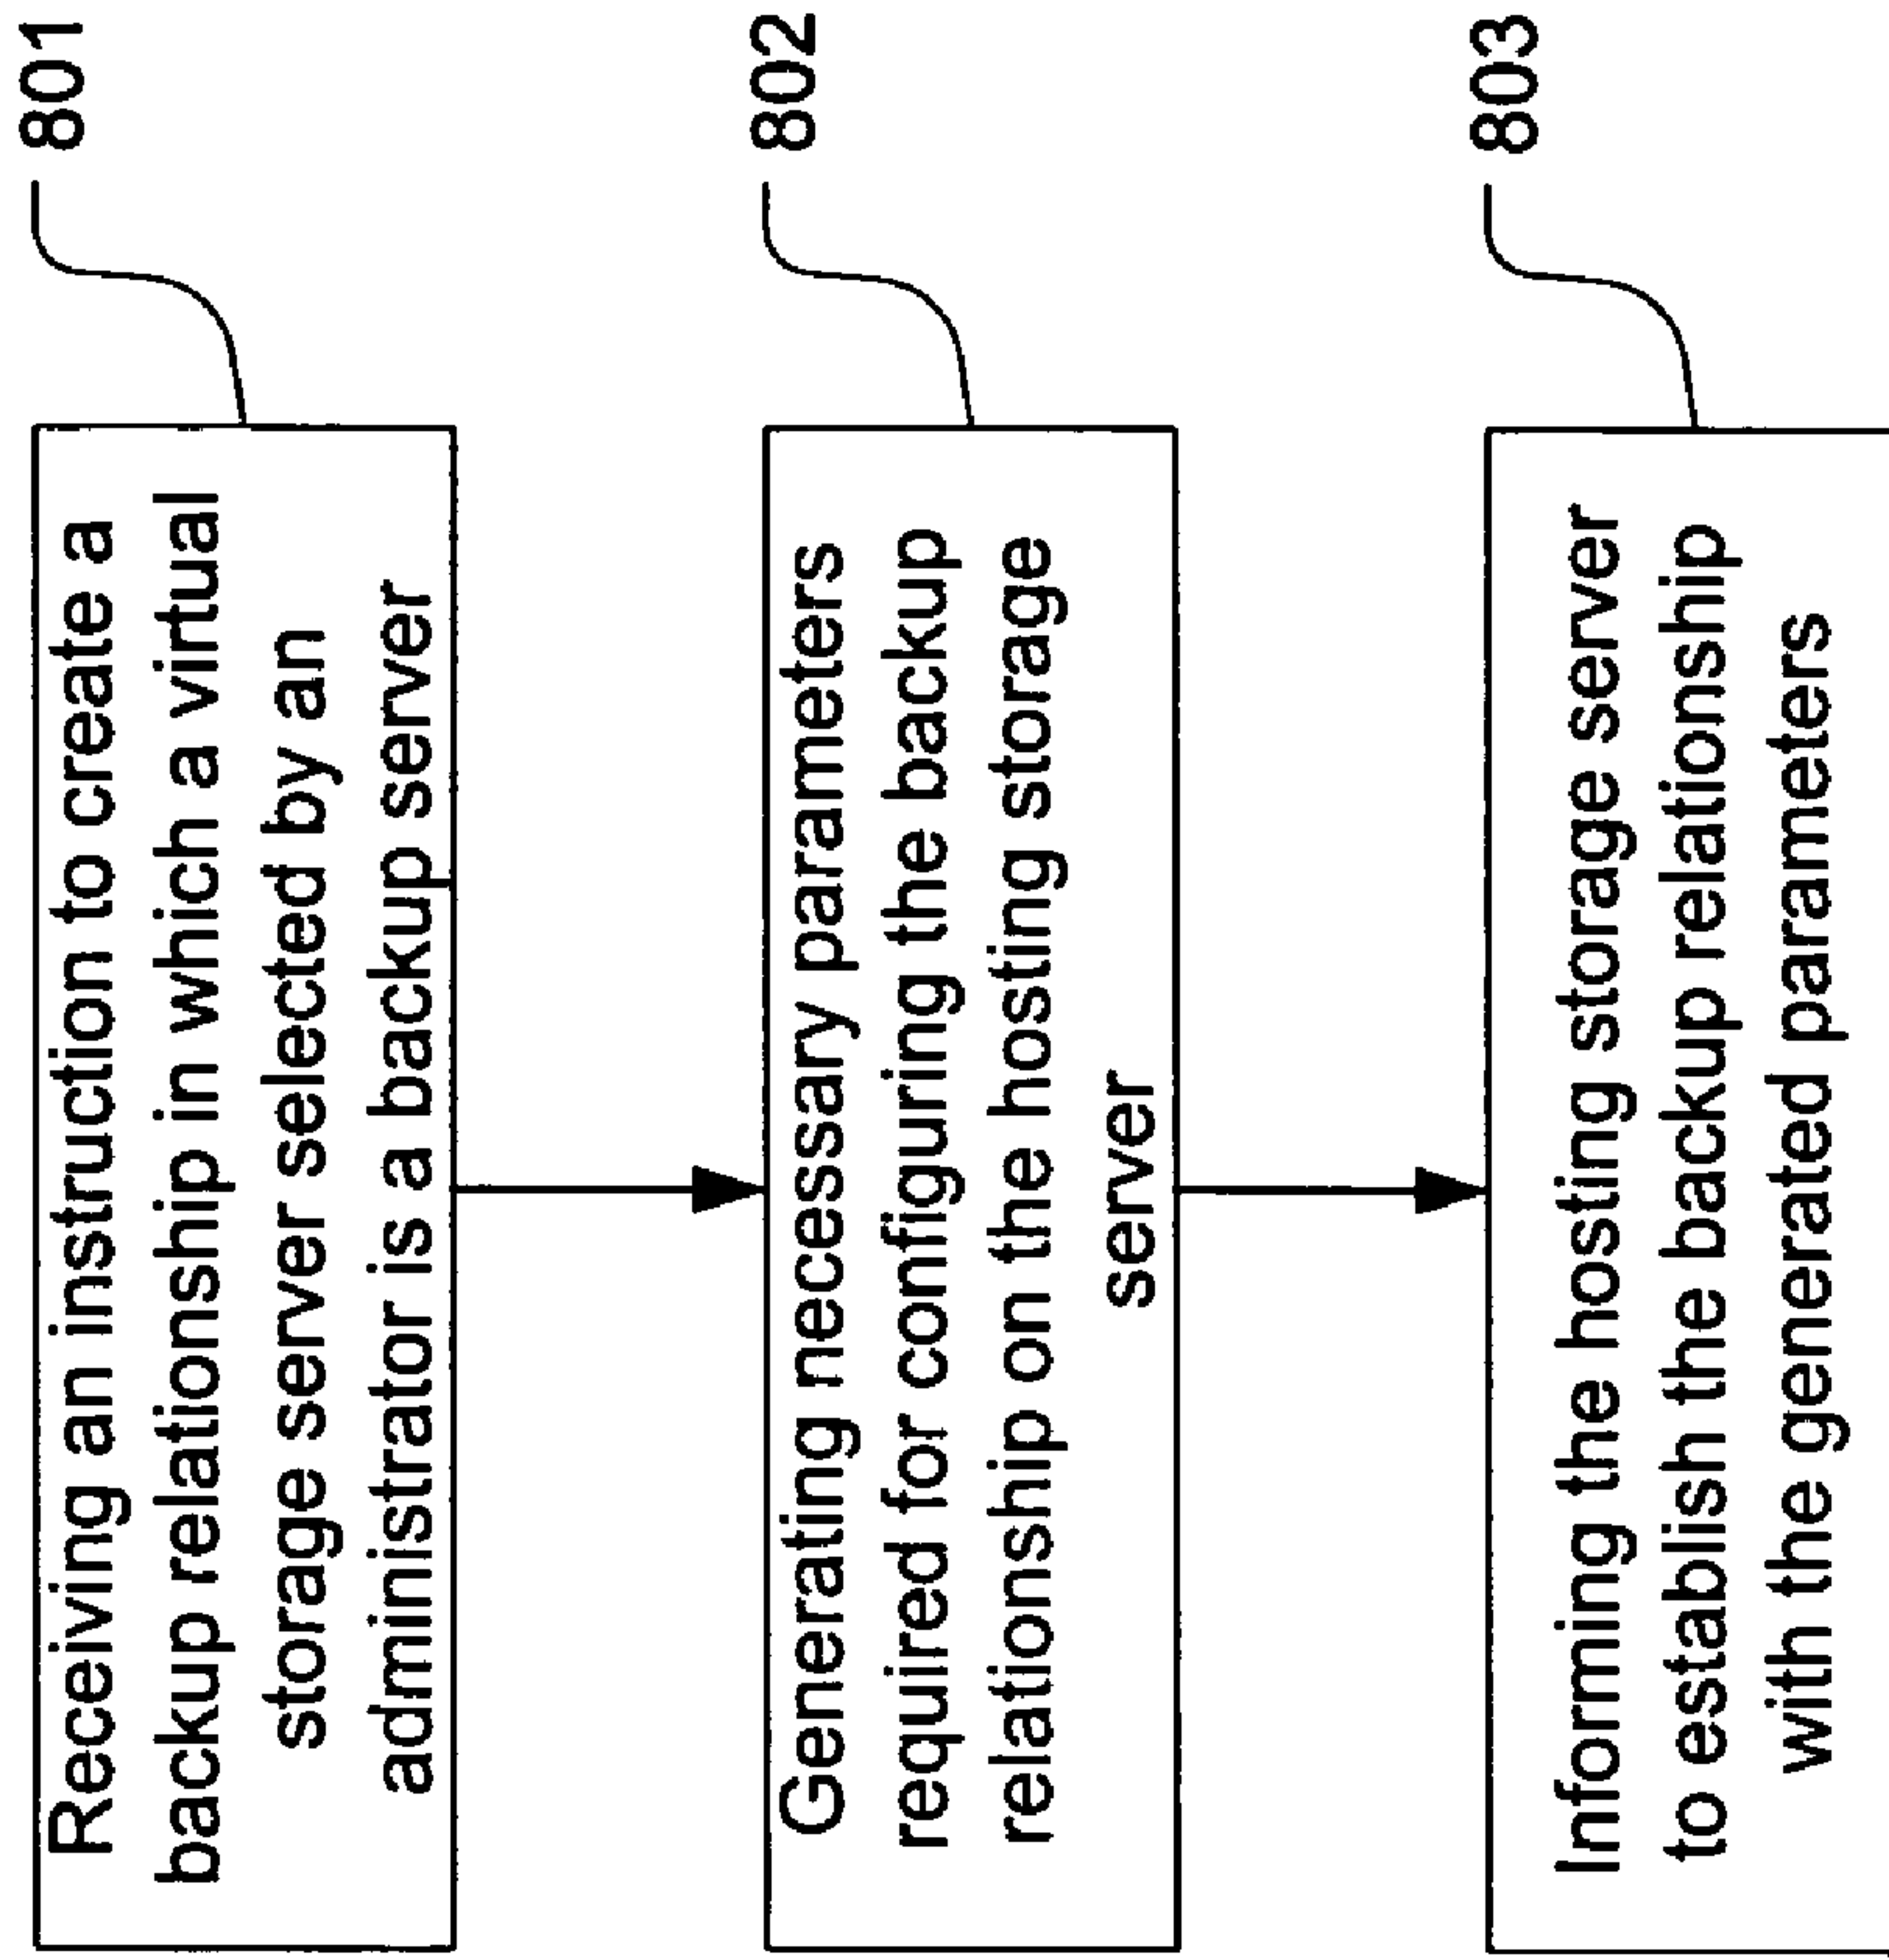 Receiving an instruction to create a
backup relationship in which a virtual
storage server selected by an
administrator is a backup server
801
Generating necessary parameters
required for configuring the backup
relationship on the hosting storage
server
802
Informing the hosting storage server
to establish the backup relationship
with the generated parameters
803